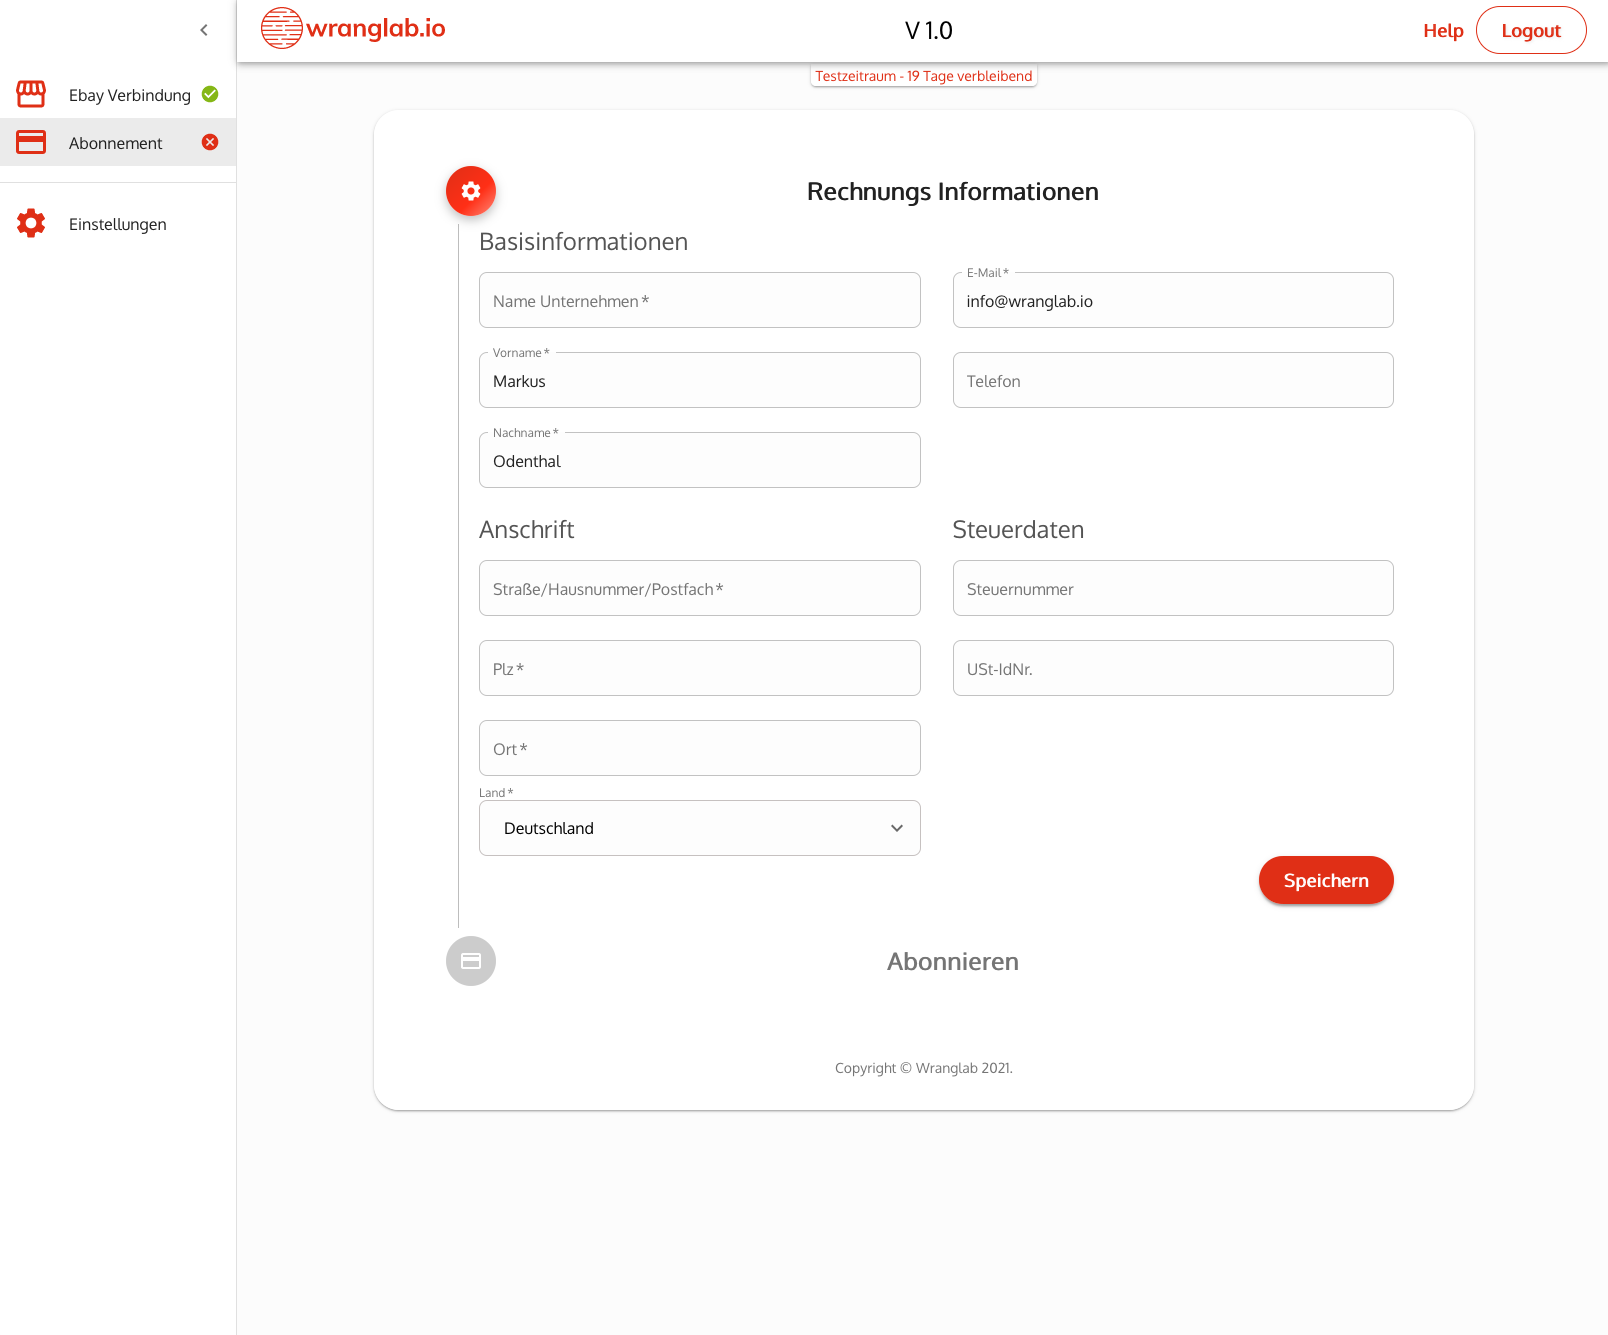 wranglab.io
V 1.0
Help
Logout
Testzeitraum - 19 Tage verbleibend
Ebay Verbindung
Abonnement
Einstellungen
Rechnungs Informationen
Basisinformationen
Name Unternehmen *
E-Mail *
info@wranglab.io
Vorname *
Markus
Telefon
Nachname *
Odenthal
Anschrift
Steuerdaten
Straße/Hausnummer/Postfach *
Steuernummer
Plz *
USt-IdNr.
Ort *
Land *
Deutschland
Speichern
Abonnieren
Copyright © Wranglab 2021.